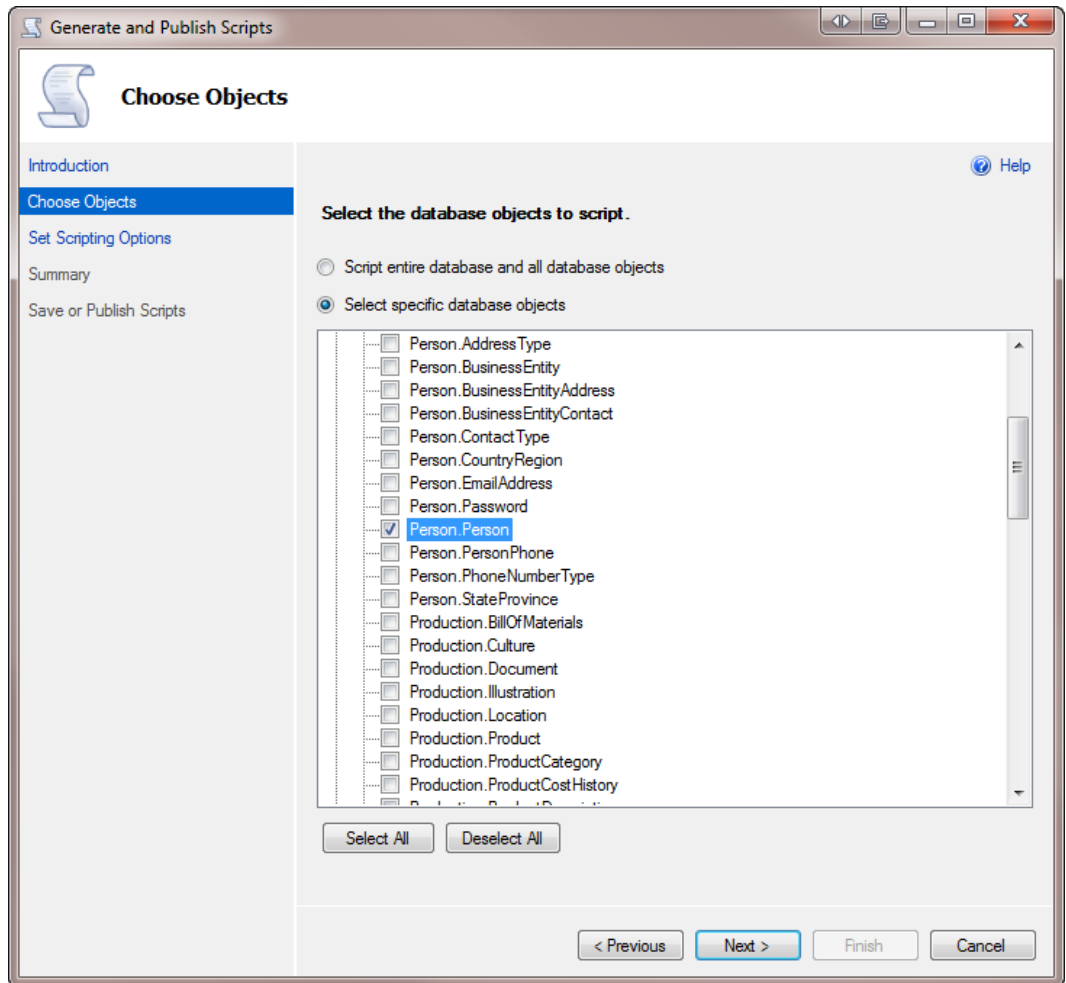 Generate and Publish Scripts
Choose Objects
Introduction
Choose Objects
Set Scripting Options
Summary
Save or Publish Scripts
Help
Select the database objects to script.
Script entire database and all database objects
Select specific database objects
Person.AddressType
Person.BusinessEntity
Person.BusinessEntityAddress
Person.BusinessEntityContact
Person.ContactType
Person.CountryRegion
Person.EmailAddress
Person.Password
Person.Person
Person.PersonPhone
Person.PhoneNumberType
Person.StateProvince
Production.BillOfMaterials
Production.Culture
Production.Document
Production.Illustration
Production.Location
Production.Product
Production.ProductCategory
Production.ProductCostHistory
Select All
Deselect All
< Previous
Next >
Finish
Cancel